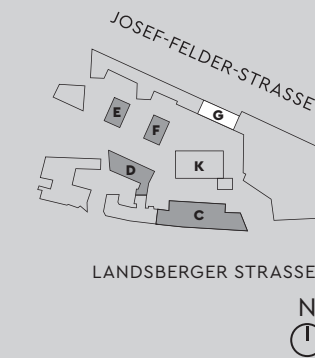 JOSEF-FELDER-STRASSE
E
F
G
D
K
C
LANDSBERGER STRASSE
N